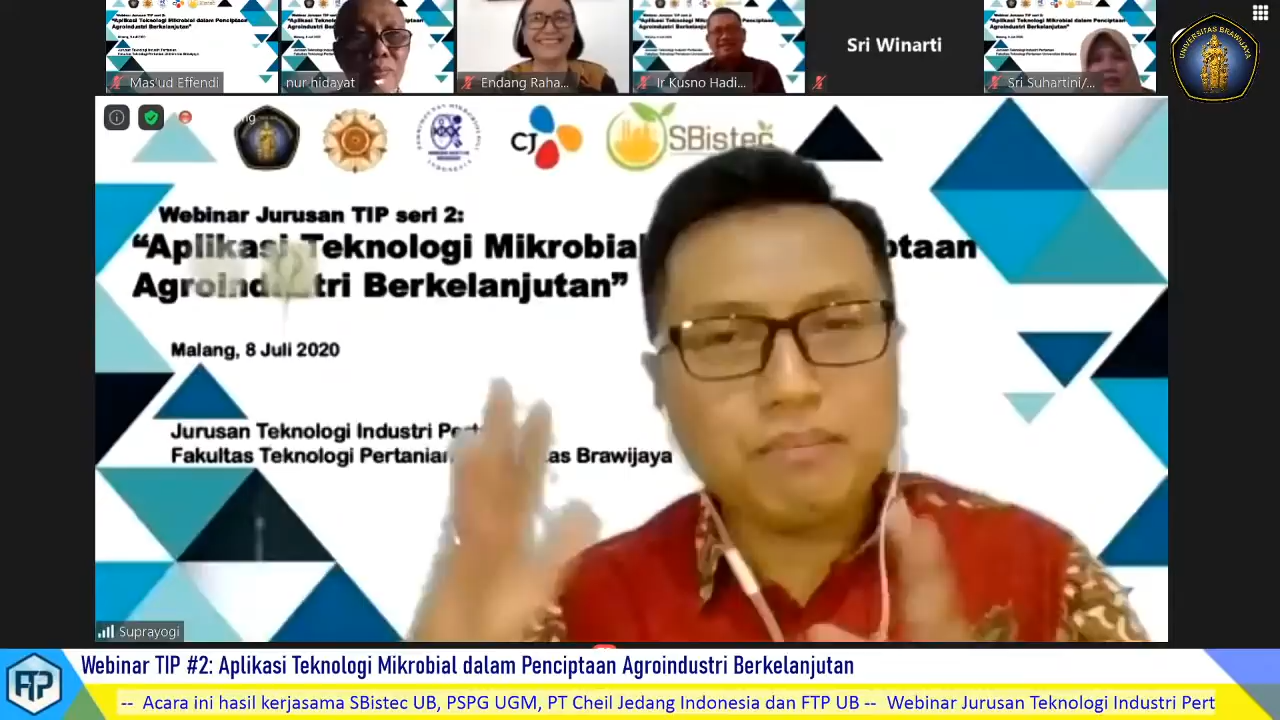 Mas'ud Effendi
nur hidayat
Endang Raha...
Ir Kusno Hadi...
Sri Winarti
Sri Suhartini/...
CJ
SBistec
Webinar Jurusan TIP seri 2:
"Aplikasi Teknologi Mikrobial ptaan
Agroindustri Berkelanjutan"
Malang, 8 Juli 2020
Jurusan Teknologi Industri Pert
Fakultas Teknologi Pertanian as Brawijaya
Suprayogi
Webinar TIP #2: Aplikasi Teknologi Mikrobial dalam Penciptaan Agroindustri Berkelanjutan
-- Acara ini hasil kerjasama SBistec UB, PSPG UGM, PT Cheil Jedang Indonesia dan FTP UB -- Webinar Jurusan Teknologi Industri Pert